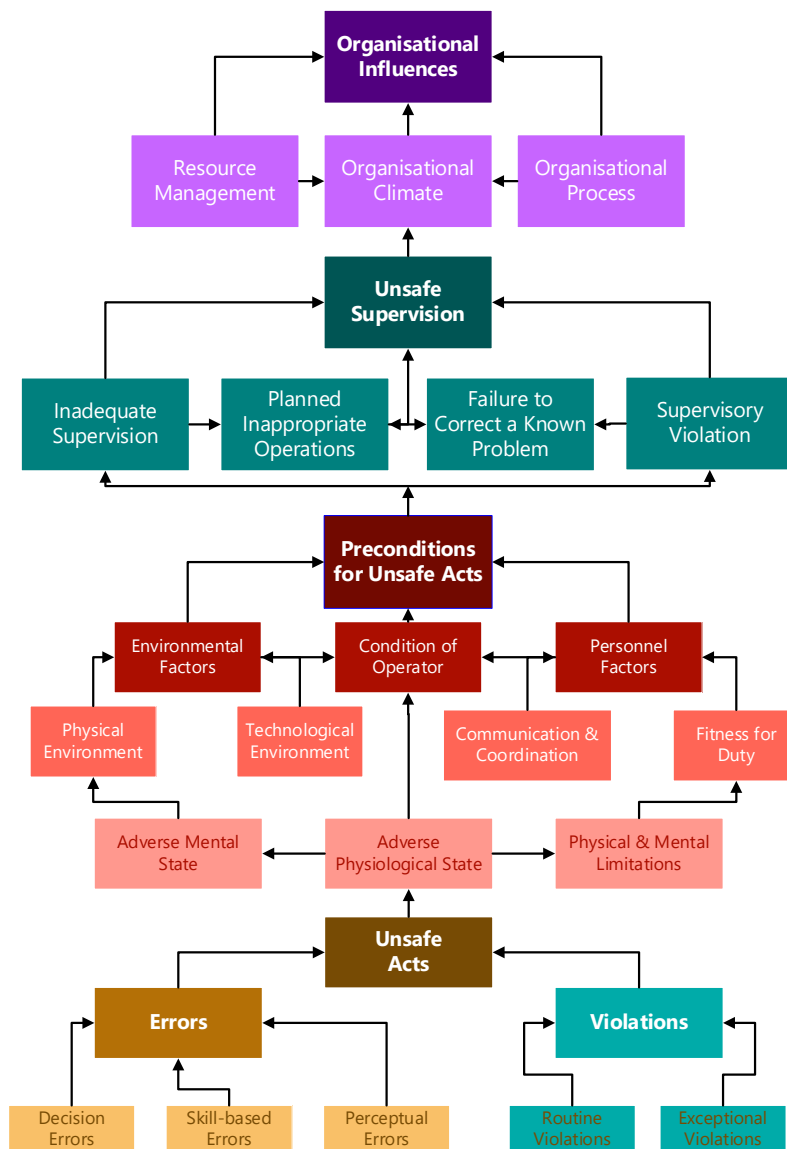 Organisational
Influences
Resource
Management
Organisational
Climate
Organisational
Process
Unsafe
Supervision
Inadequate
Supervision
Planned
Inappropriate
Operations
Failure to
Correct a Known
Problem
Supervisory
Violation
Preconditions
for Unsafe Acts
Environmental
Factors
Condition of
Operator
Personnel
Factors
Physical
Environment
Technological
Environment
Communication &
Coordination
Fitness for
Duty
Adverse Mental
State
Adverse
Physiological State
Physical & Mental
Limitations
Unsafe
Acts
Errors
Violations
Decision
Errors
Skill-based
Errors
Perceptual
Errors
Routine
Violations
Exceptional
Violations